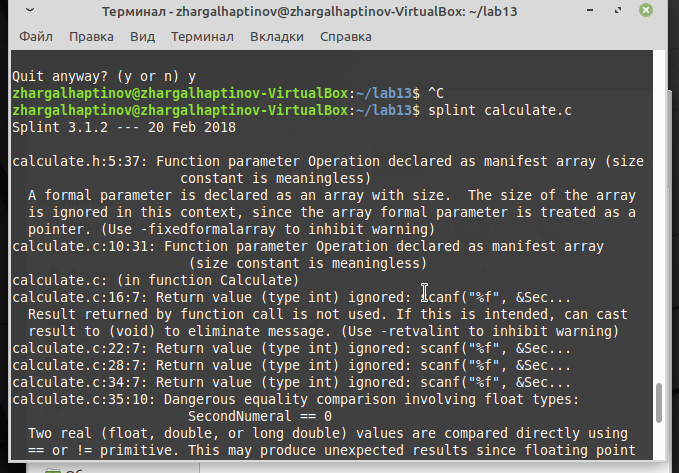 Терминал - zhargalhaptinov@zhargalhaptinov-VirtualBox: ~/lab13
Файл Правка Вид Терминал Вкладки Справка
Quit anyway? (y or n) y
zhargalhaptinov@zhargalhaptinov-VirtualBox:~/lab13$ ^C
zhargalhaptinov@zhargalhaptinov-VirtualBox:~/lab13$ splint calculate.c
Splint 3.1.2 --- 20 Feb 2018
calculate.h:5:37: Function parameter Operation declared as manifest array (size
constant is meaningless)
A formal parameter is declared as an array with size.  The size of the array
is ignored in this context, since the array formal parameter is treated as a
pointer. (Use -fixedformalarray to inhibit warning)
calculate.c:10:31: Function parameter Operation declared as manifest array
(size constant is meaningless)
calculate.c: (in function Calculate)
calculate.c:16:7: Return value (type int) ignored: scanf("%f", &Sec...
Result returned by function call is not used. If this is intended, can cast
result to (void) to eliminate message. (Use -retvalint to inhibit warning)
calculate.c:22:7: Return value (type int) ignored: scanf("%f", &Sec...
calculate.c:28:7: Return value (type int) ignored: scanf("%f", &Sec...
calculate.c:34:7: Return value (type int) ignored: scanf("%f", &Sec...
calculate.c:35:10: Dangerous equality comparison involving float types:
SecondNumeral == 0
Two real (float, double, or long double) values are compared directly using
== or != primitive. This may produce unexpected results since floating point